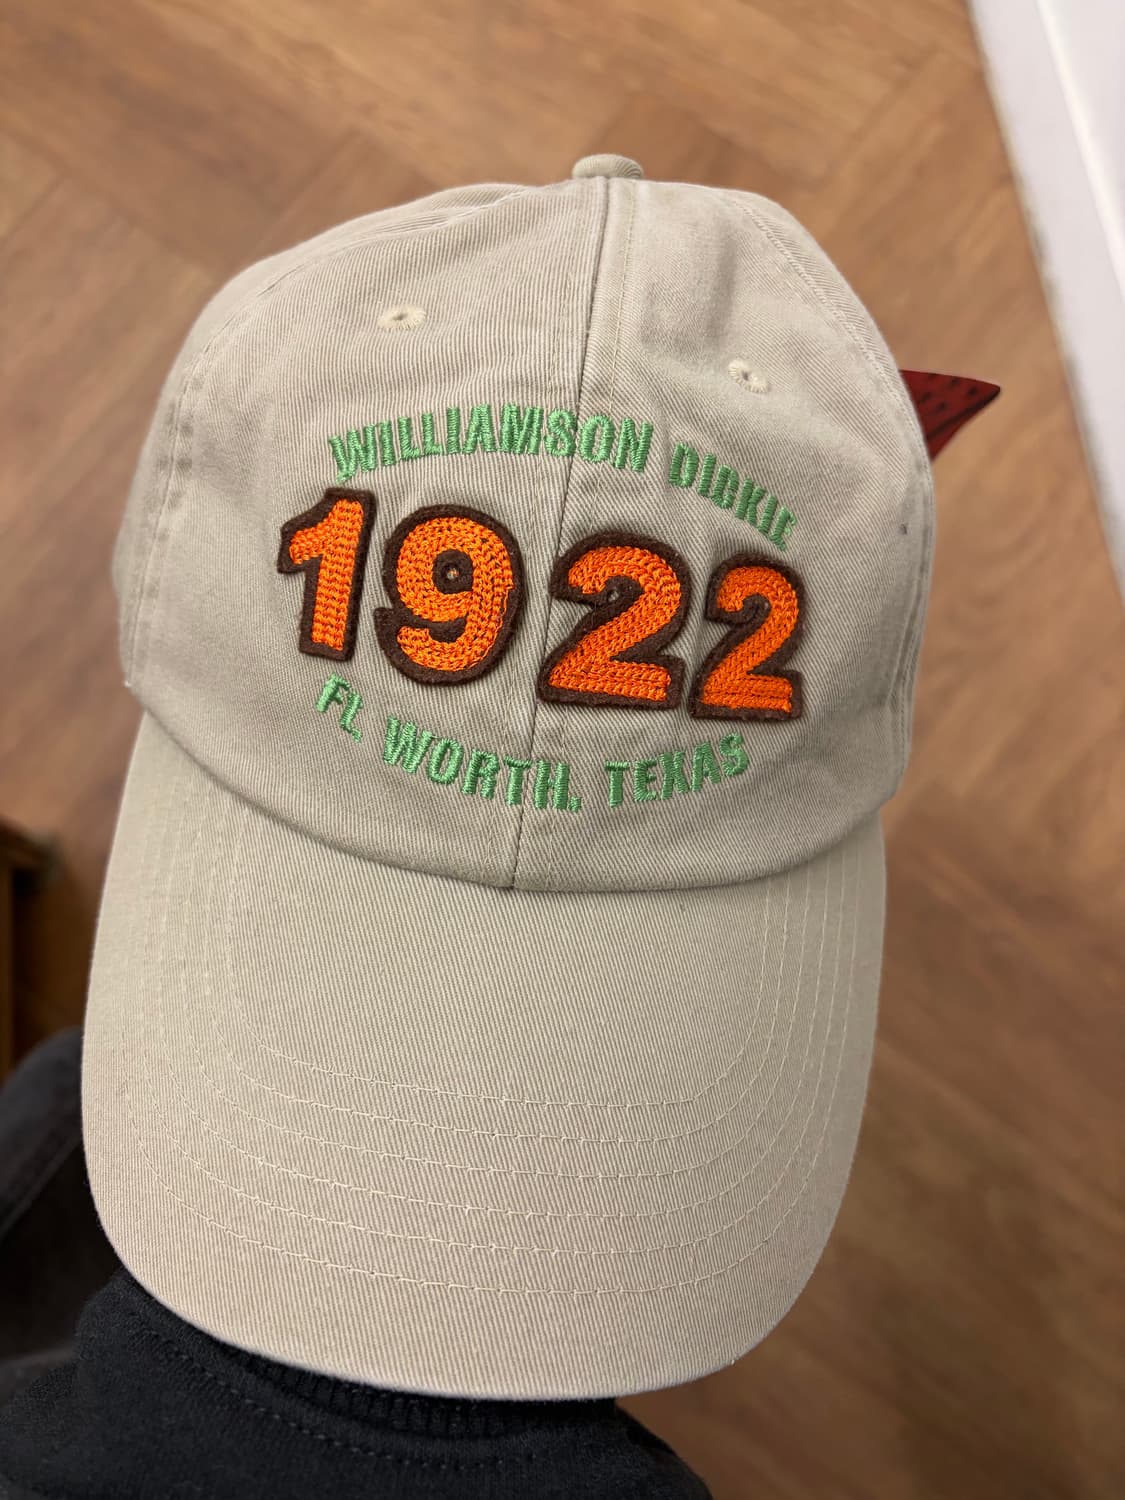 WILLIAMSON DICKIE
1922
FT. WORTH, TEXAS